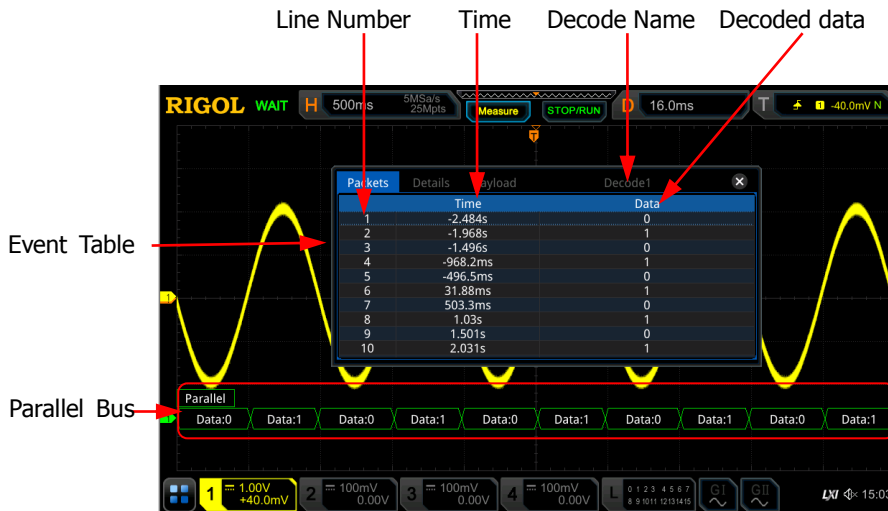 Line Number Time Decode Name Decoded data
RIGOL WAIT H 500ms 5MSa/s 25Mpts Measure STOP/RUN D 16.0ms T 1 -40.0mV N
T
Packets Details Payload Decode1
Time Data
1 -2.484s 0
2 -1.968s 1
3 -1.496s 0
4 -968.2ms 1
5 -496.5ms 0
6 31.88ms 1
7 503.3ms 0
8 1.03s 1
9 1.501s 0
10 2.031s 1
Event Table
1
Parallel
Parallel Bus
Data:0 Data:1 Data:0 Data:1 Data:0 Data:1 Data:0 Data:1 Data:0 Data:1
1 1.00V +40.0mV 2 100mV 0.00V 3 100mV 0.00V 4 100mV 0.00V L 0 1 2 3 4 5 6 7 8 9 10 11 12 13 14 15 GI GII LXI 15:03